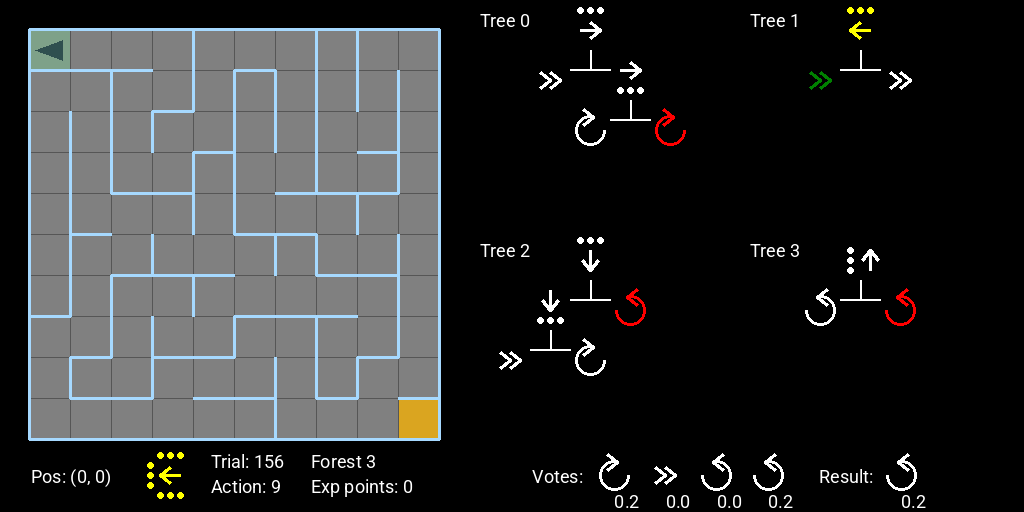 Tree 0
Tree 1
Tree 2
Tree 3
Pos: (0, 0)
Trial: 156
Forest 3
Action: 9
Exp points: 0
Votes:
Result:
0.2
0.0
0.0
0.2
0.2